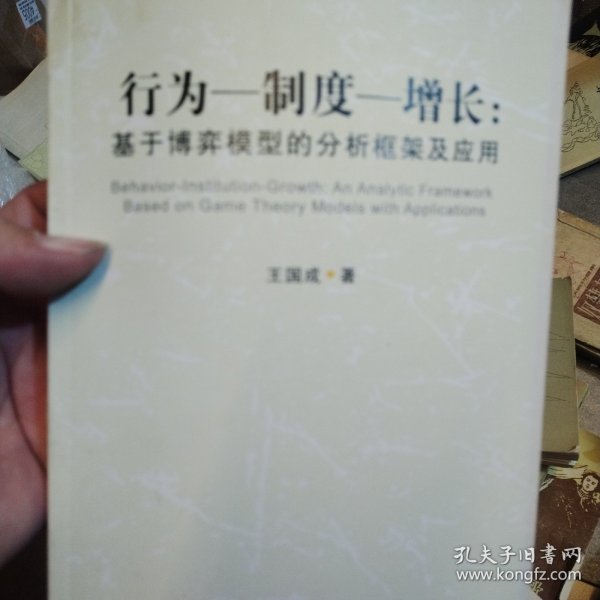 行为—制度—增长：
基于博弈模型的分析框架及应用
Behavior-Institution-Growth: An Analytic Framework
Based on Game Theory Models with Applications
王国成·著
孔夫子旧书网
www.kongfz.com